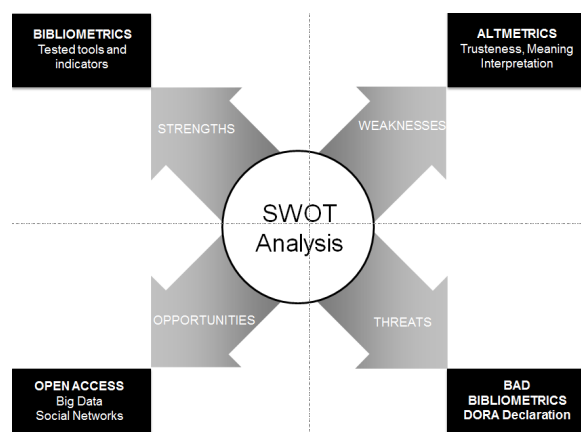 BIBLIOMETRICS
Tested tools and
indicators
ALTMETRICS
Trusteness, Meaning
Interpretation
STRENGTHS
WEAKNESSES
SWOT
Analysis
OPPORTUNITIES
THREATS
OPEN ACCESS
Big Data
Social Networks
BAD
BIBLIOMETRICS
DORA Declaration